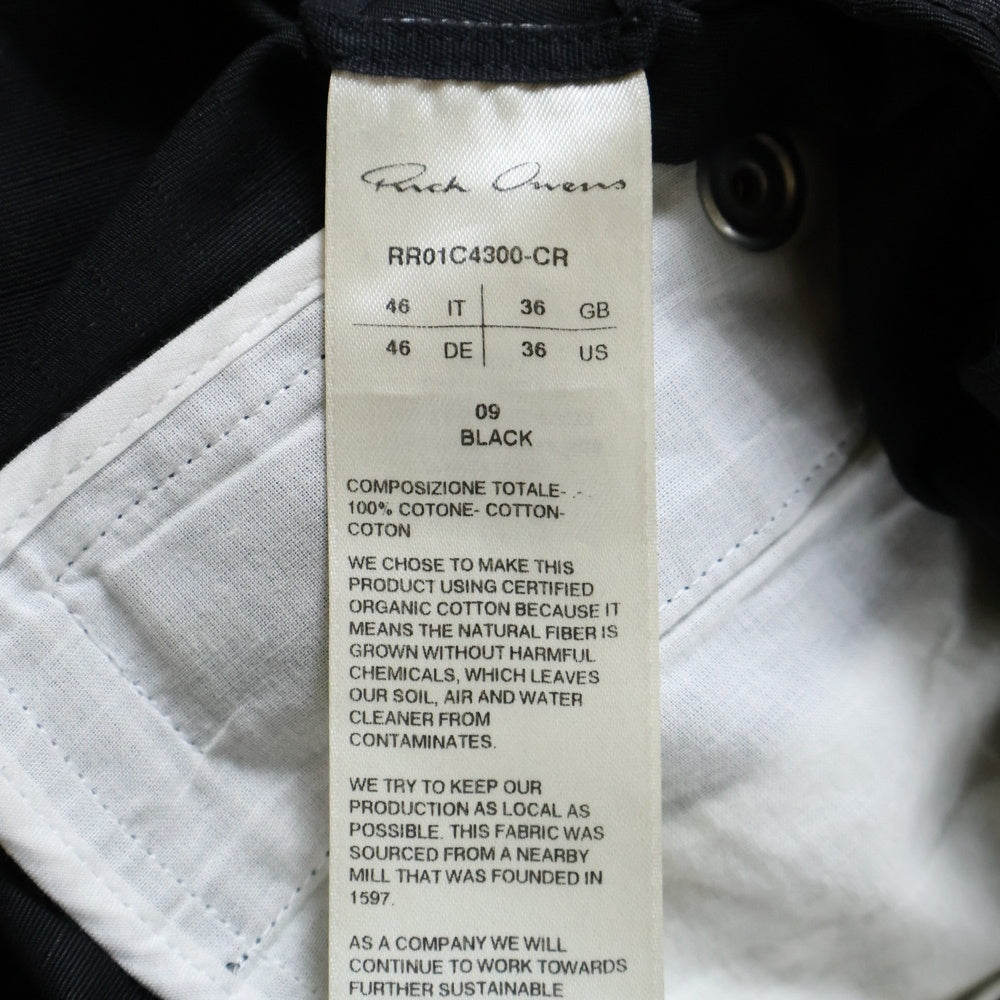 Rick Owens
RR01C4300-CR
46 IT 36 GB
46 DE 36 US
09
BLACK
COMPOSIZIONE TOTALE-
100% COTONE- COTTON-
COTON
WE CHOSE TO MAKE THIS
PRODUCT USING CERTIFIED
ORGANIC COTTON BECAUSE IT
MEANS THE NATURAL FIBER IS
GROWN WITHOUT HARMFUL
CHEMICALS, WHICH LEAVES
OUR SOIL, AIR AND WATER
CLEANER FROM
CONTAMINATES.
WE TRY TO KEEP OUR
PRODUCTION AS LOCAL AS
POSSIBLE. THIS FABRIC WAS
SOURCED FROM A NEARBY
MILL THAT WAS FOUNDED IN
1597.
AS A COMPANY WE WILL
CONTINUE TO WORK TOWARDS
FURTHER SUSTAINABLE